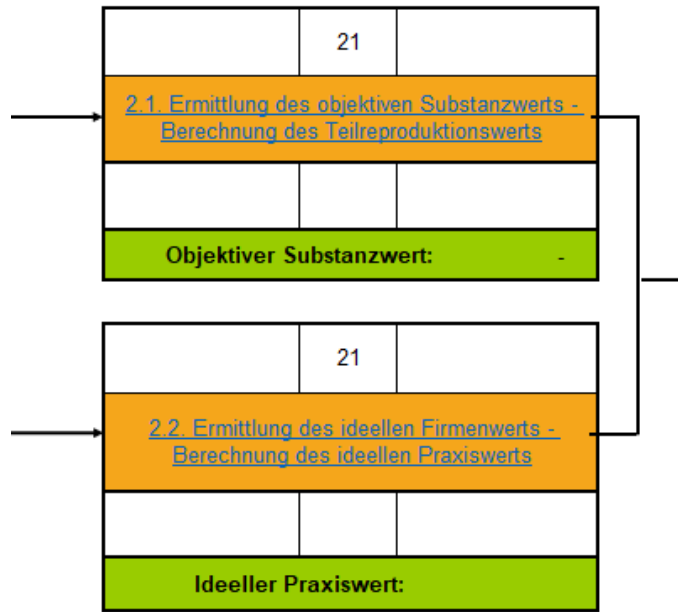 21
2.1. Ermittlung des objektiven Substanzwerts -
Berechnung des Teilreproduktionswerts
Objektiver Substanzwert: -
21
2.2. Ermittlung des ideellen Firmenwerts -
Berechnung des ideellen Praxiswerts
Ideeller Praxiswert: